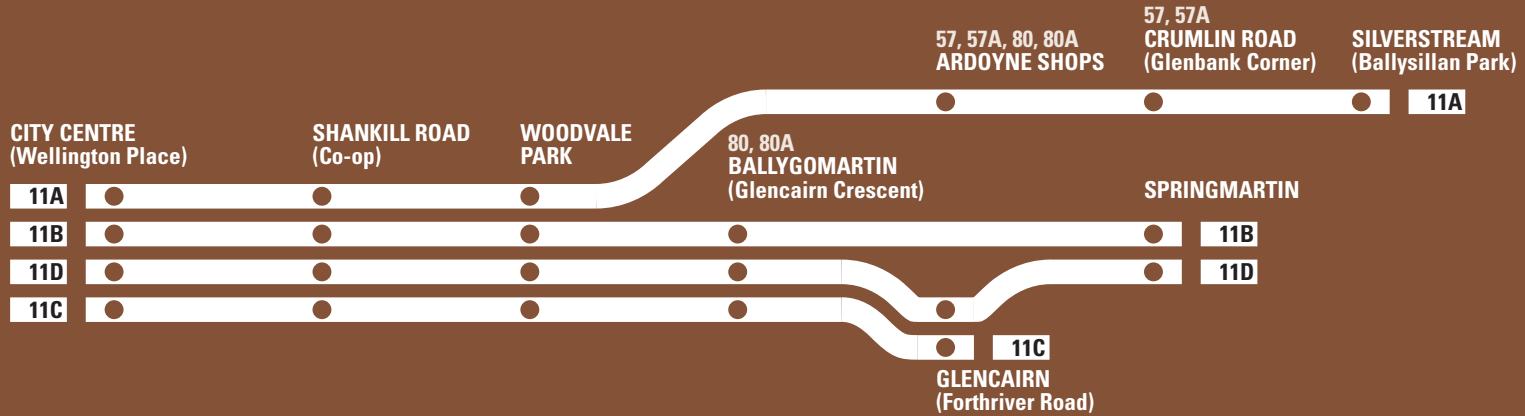 57, 57A
57, 57A, 80, 80A
CRUMLIN ROAD
SILVERSTREAM
ARDOYNE SHOPS
(Glenbank Corner)
(Ballysillan Park)
11A
CITY CENTRE
SHANKILL ROAD
WOODVALE
(Wellington Place)
(Co-op)
PARK
80, 80A
BALLYGOMARTIN
(Glencairn Crescent)
SPRINGMARTIN
11A
11B
11B
11D
11D
11C
11C
GLENCAIRN
(Forthriver Road)